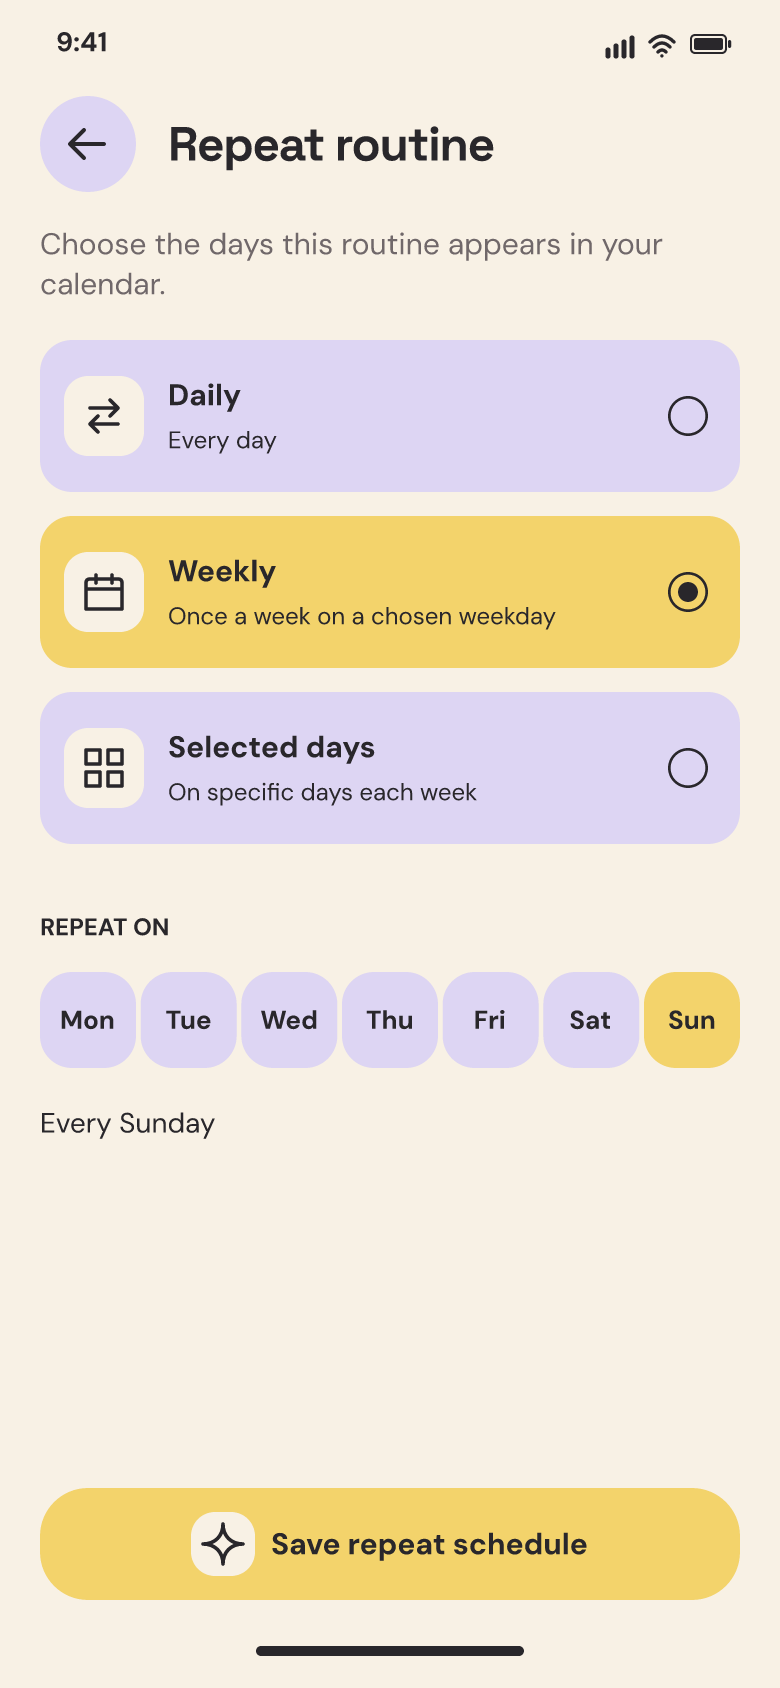 9:41
Repeat routine
Choose the days this routine appears in your
calendar.
Daily
Every day
Weekly
Once a week on a chosen weekday
Selected days
On specific days each week
REPEAT ON
Mon Tue Wed Thu Fri Sat Sun
Every Sunday
Save repeat schedule